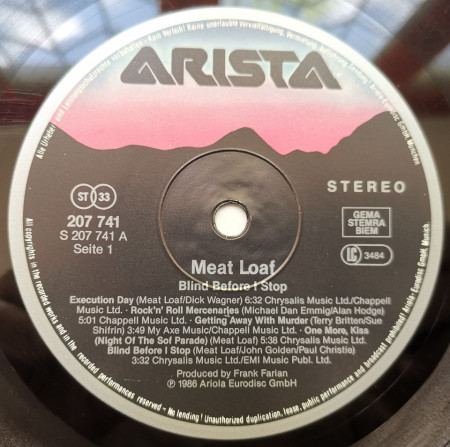 ARISTA
ST 33
STEREO
207 741
S 207 741 A
Seite 1
GEMA
STEMRA
BIEM
LC 3484
Meat Loaf
Blind Before I Stop
Execution Day (Meat Loaf/Dick Wagner) 6:32 Chrysalis Music Ltd./Chappell
Music Ltd. · Rock'n' Roll Mercenaries (Michael Dan Emmig/Alan Hodge)
5:01 Chappell Music Ltd. · Getting Away With Murder (Terry Britten/Sue
Shifrin) 3:49 My Axe Music/Chappell Music Ltd. · One More, Kiss
(Night Of The Sof Parade) (Meat Loaf) 5:38 Chrysalis Music Ltd.
Blind Before I Stop (Meat Loaf/John Golden/Paul Christie)
3:32 Chrysalis Music Ltd./EMI Music Publ. Ltd.
Produced by Frank Farian
Ⓟ 1986 Ariola Eurodisc GmbH
All copyrights in the recorded works and in this recorded performances reserved - No lending! Unauthorized duplication, lease, public performance and broadcasting prohibited! Ariola Eurodisc GmbH, Munich.